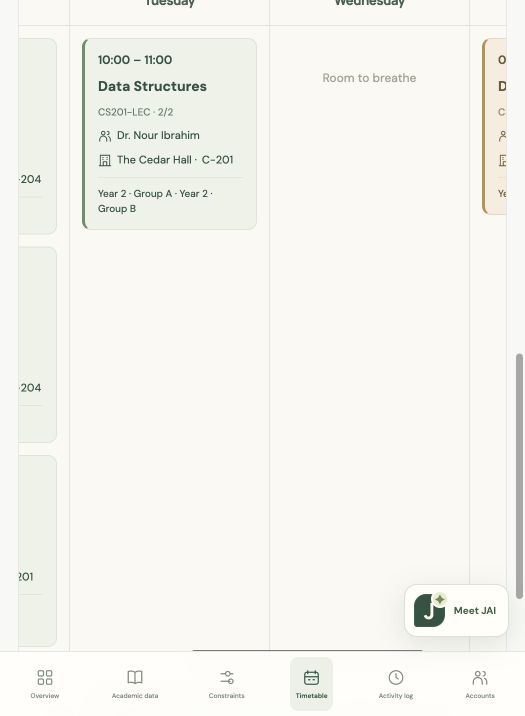 Tuesday
Wednesday
-204
-204
201
10:00 – 11:00
Data Structures
CS201-LEC · 2/2
Dr. Nour Ibrahim
The Cedar Hall · C-201
Year 2 · Group A · Year 2 ·
Group B
Room to breathe
0
D
C
Ye
J
Meet JAI
Overview
Academic data
Constraints
Timetable
Activity log
Accounts